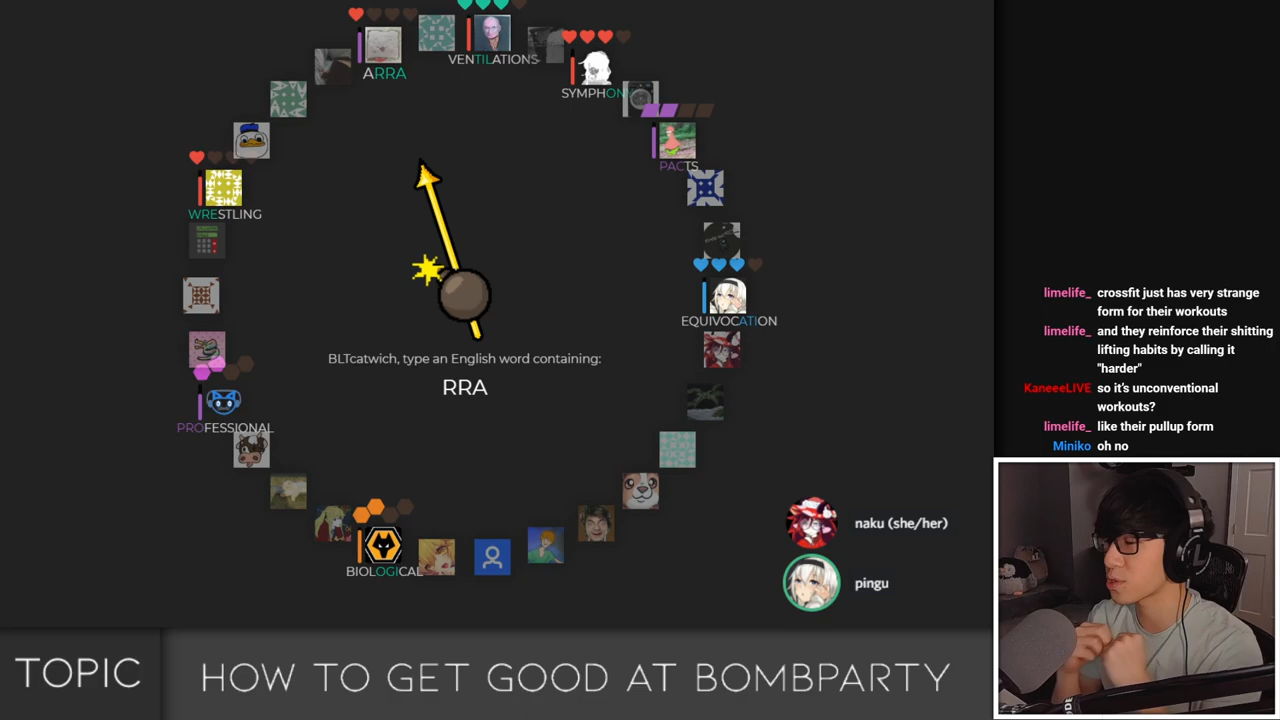 VENTILATIONS
ARRA
SYMPHON
PACTS
WRESTLING
EQUIVOCATION
BLTcatwich, type an English word containing:
RRA
PROFESSIONAL
BIOLOGICAL
limelife_ crossfit just has very strange
form for their workouts
limelife_ and they reinforce their shitting
lifting habits by calling it
"harder"
KaneeeLIVE so it's unconventional
workouts?
limelife_ like their pullup form
Miniko oh no
naku (she/her)
pingu
TOPIC HOW TO GET GOOD AT BOMBPARTY